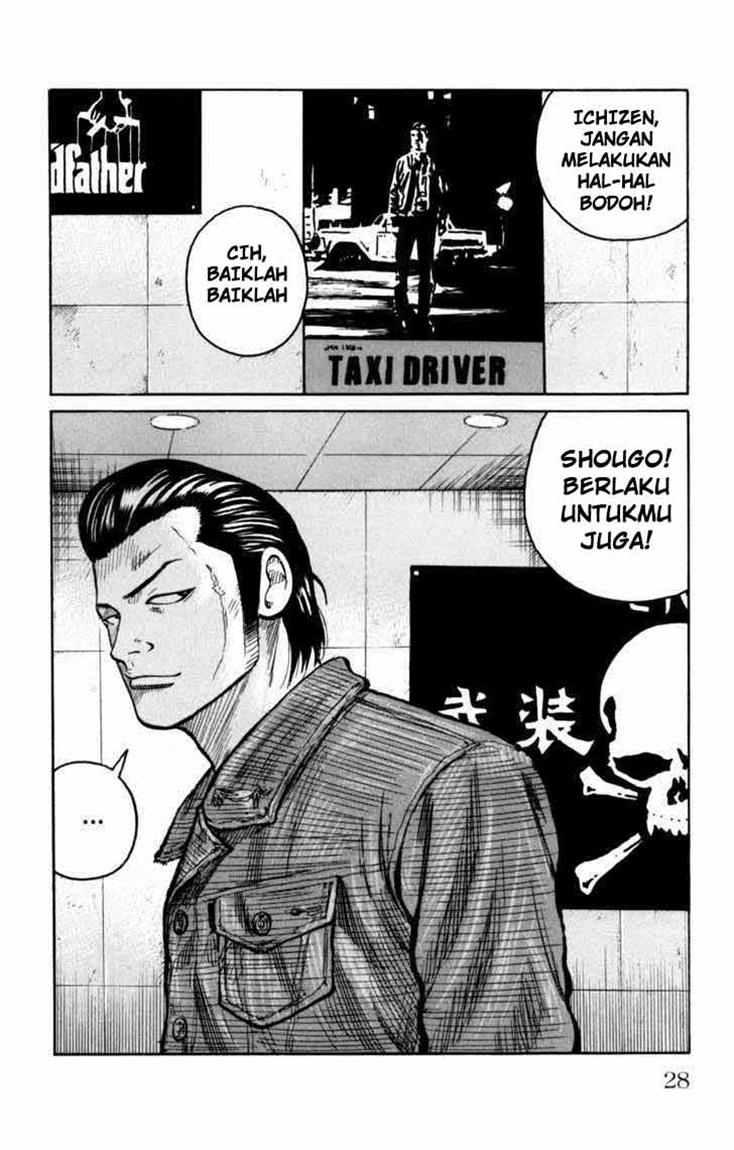 ICHIZEN,
JANGAN
MELAKUKAN
HAL-HAL
BODOH!
dfather
CIH,
BAIKLAH
BAIKLAH
TAXI DRIVER
SHOUGO!
BERLAKU
UNTUKMU
JUGA!
武装
...
28